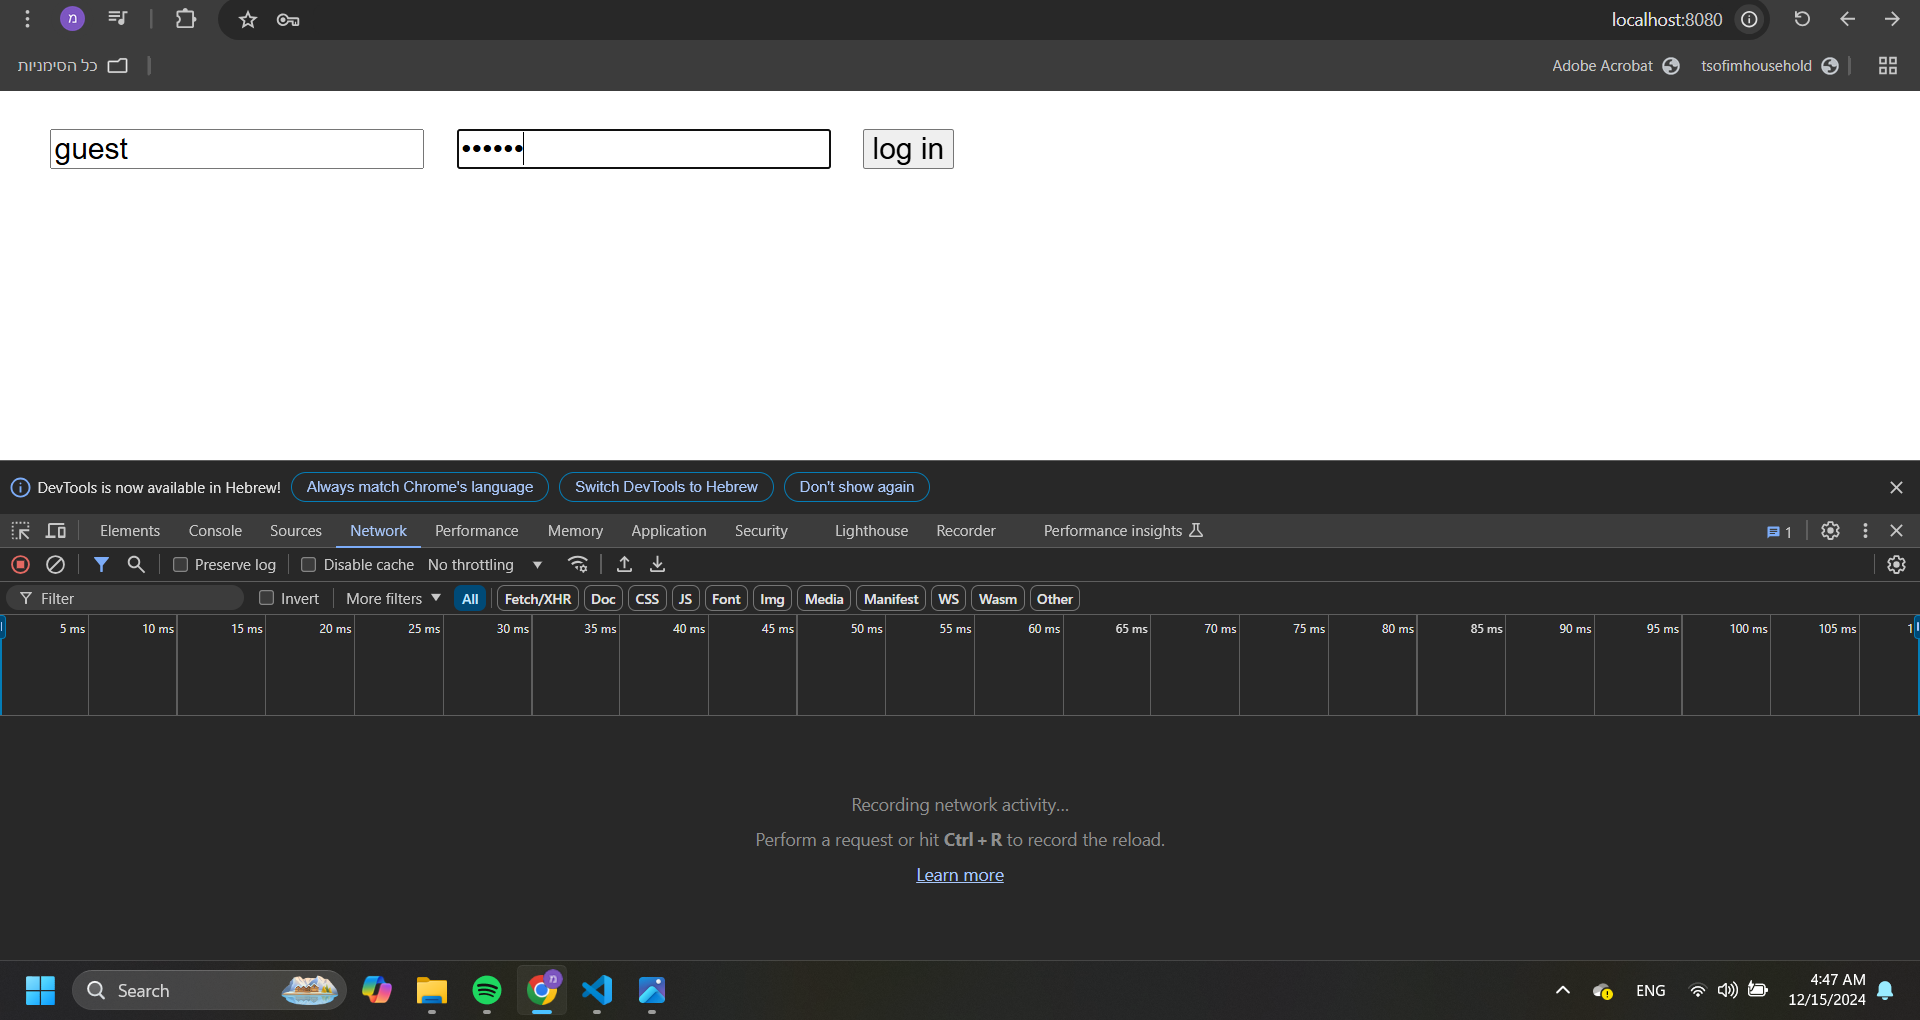 מ
localhost:8080
כל הסימניות
Adobe Acrobat
tsofimhousehold
guest
••••••
log in
DevTools is now available in Hebrew!
Always match Chrome's language
Switch DevTools to Hebrew
Don't show again
Elements Console Sources Network Performance Memory Application Security Lighthouse Recorder Performance insights 1
Preserve log Disable cache No throttling
Filter Invert More filters All Fetch/XHR Doc CSS JS Font Img Media Manifest WS Wasm Other
5 ms 10 ms 15 ms 20 ms 25 ms 30 ms 35 ms 40 ms 45 ms 50 ms 55 ms 60 ms 65 ms 70 ms 75 ms 80 ms 85 ms 90 ms 95 ms 100 ms 105 ms 1
Recording network activity...
Perform a request or hit Ctrl + R to record the reload.
Learn more
Search
מ
ENG
4:47 AM
12/15/2024